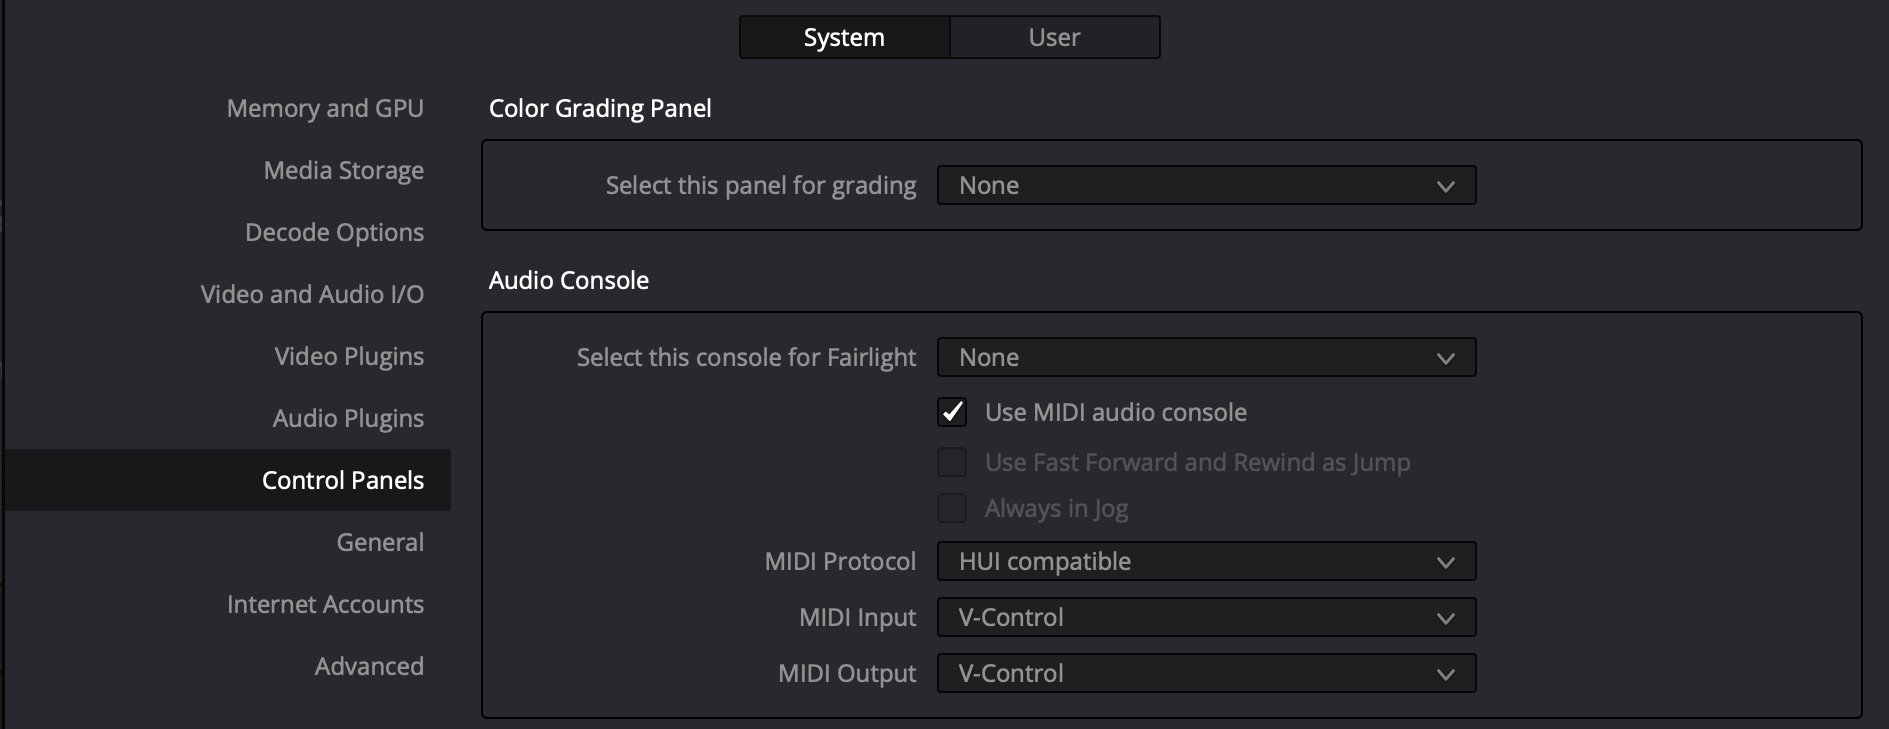 System
User
Memory and GPU
Media Storage
Decode Options
Video and Audio I/O
Video Plugins
Audio Plugins
Control Panels
General
Internet Accounts
Advanced
Color Grading Panel
Select this panel for grading None
Audio Console
Select this console for Fairlight None
Use MIDI audio console
Use Fast Forward and Rewind as Jump
Always in Jog
MIDI Protocol HUI compatible
MIDI Input V-Control
MIDI Output V-Control